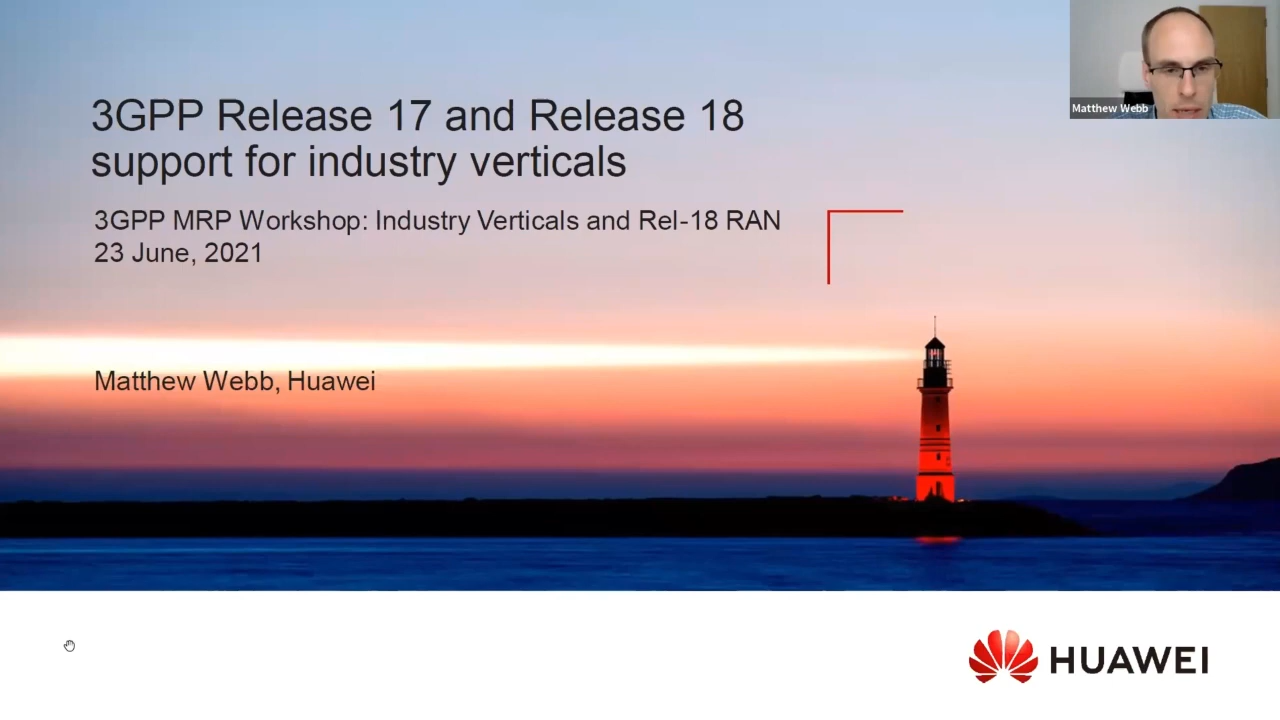 3GPP Release 17 and Release 18
support for industry verticals
3GPP MRP Workshop: Industry Verticals and Rel-18 RAN
23 June, 2021
Matthew Webb, Huawei
Matthew Webb
HUAWEI